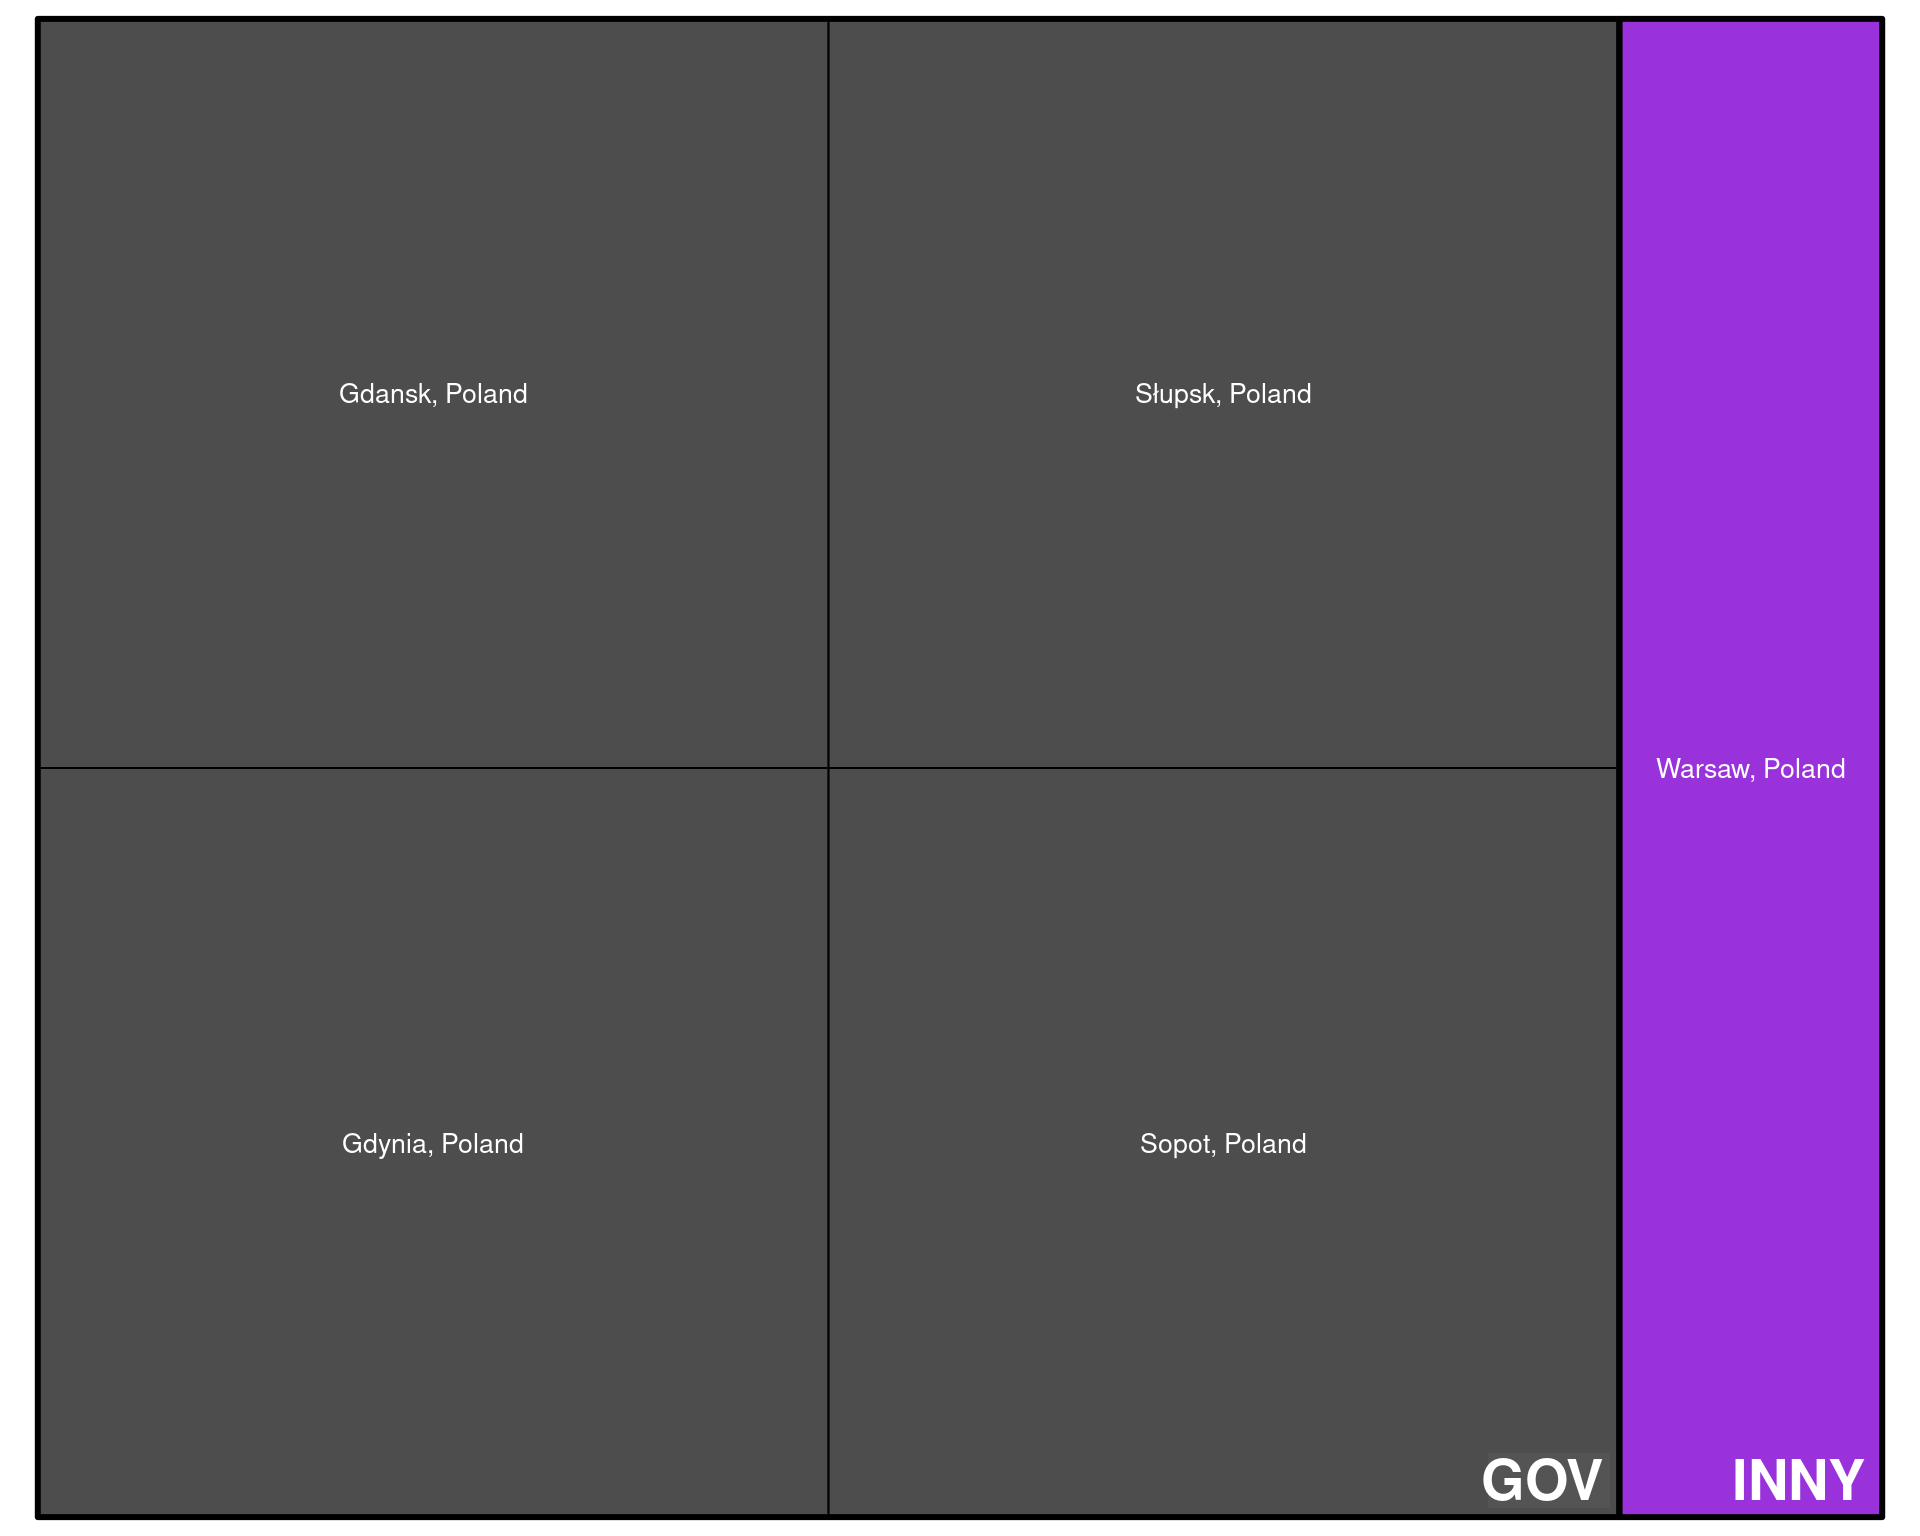 Gdansk, Poland
Słupsk, Poland
Warsaw, Poland
Gdynia, Poland
Sopot, Poland
GOV
INNY